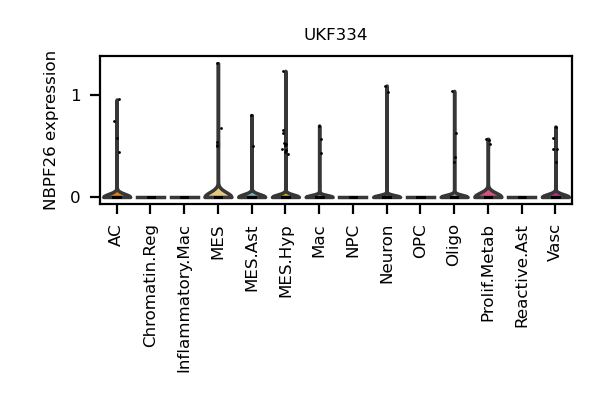 UKF334
NBPF26 expression
1
0
AC
Chromatin.Reg
Inflammatory.Mac
MES
MES.Ast
MES.Hyp
Mac
NPC
Neuron
OPC
Oligo
Prolif.Metab
Reactive.Ast
Vasc